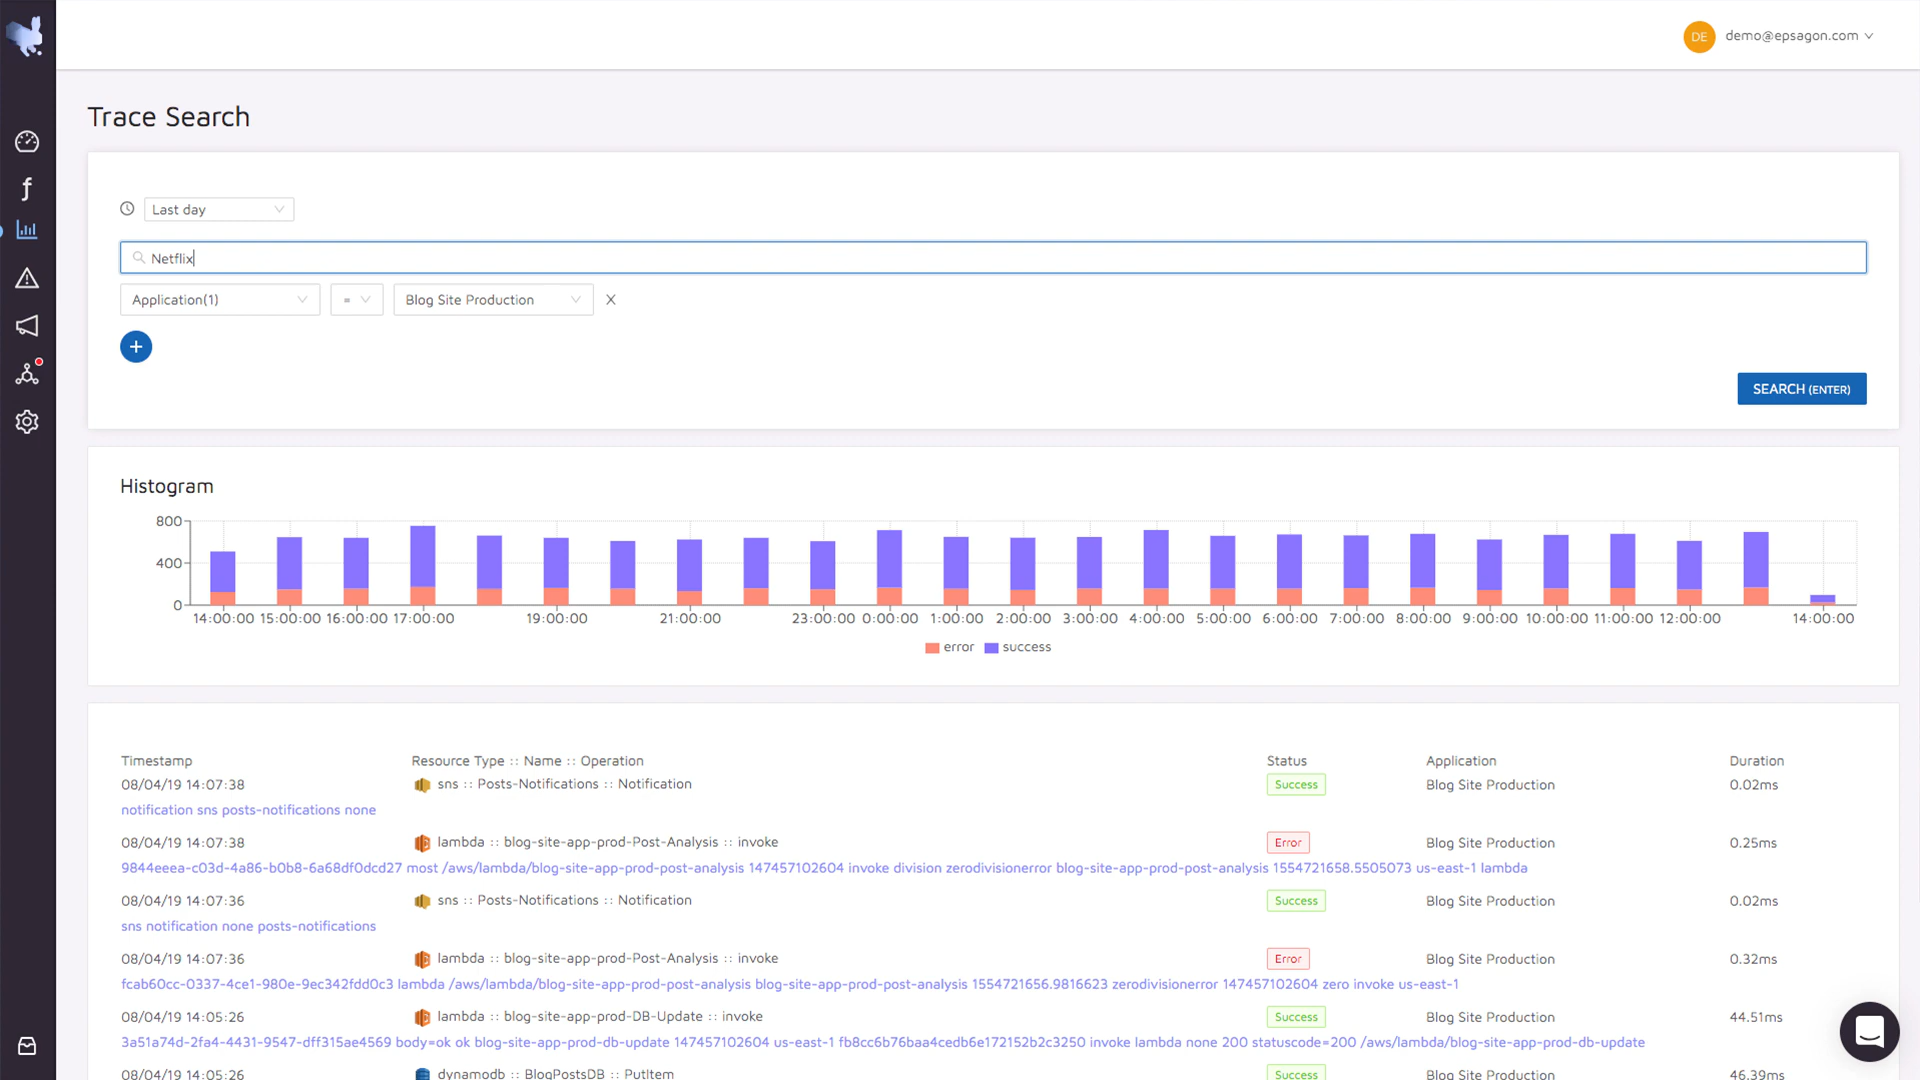 DE demo@epsagon.com
Trace Search
Last day
Netflix
Application(1) = Blog Site Production X
+
SEARCH (ENTER)
Histogram
800
400
0
14:00:00 15:00:00 16:00:00 17:00:00 19:00:00 21:00:00 23:00:00 0:00:00 1:00:00 2:00:00 3:00:00 4:00:00 5:00:00 6:00:00 7:00:00 8:00:00 9:00:00 10:00:00 11:00:00 12:00:00 14:00:00
error success
Timestamp Resource Type :: Name :: Operation Status Application Duration
08/04/19 14:07:38 sns :: Posts-Notifications :: Notification Success Blog Site Production 0.02ms
notification sns posts-notifications none
08/04/19 14:07:38 lambda :: blog-site-app-prod-Post-Analysis :: invoke Error Blog Site Production 0.25ms
9844eeea-c03d-4a86-b0b8-6a68df0dcd27 most /aws/lambda/blog-site-app-prod-post-analysis 147457102604 invoke division zerodivisionerror blog-site-app-prod-post-analysis 1554721658.5505073 us-east-1 lambda
08/04/19 14:07:36 sns :: Posts-Notifications :: Notification Success Blog Site Production 0.02ms
sns notification none posts-notifications
08/04/19 14:07:36 lambda :: blog-site-app-prod-Post-Analysis :: invoke Error Blog Site Production 0.32ms
fcab60cc-0337-4ce1-980e-9ec342fdd0c3 lambda /aws/lambda/blog-site-app-prod-post-analysis blog-site-app-prod-post-analysis 1554721656.9816623 zerodivisionerror 147457102604 zero invoke us-east-1
08/04/19 14:05:26 lambda :: blog-site-app-prod-DB-Update :: invoke Success Blog Site Production 44.51ms
3a51a74d-2fa4-4431-9547-dff315ae4569 body=ok ok blog-site-app-prod-db-update 147457102604 us-east-1 fb8cc6b76baa4cedb6e172152b2c3250 invoke lambda none 200 statuscode=200 /aws/lambda/blog-site-app-prod-db-update
08/04/19 14:05:26 dynamodb :: BlogPostsDB :: PutItem Success Blog Site Production 46.39ms